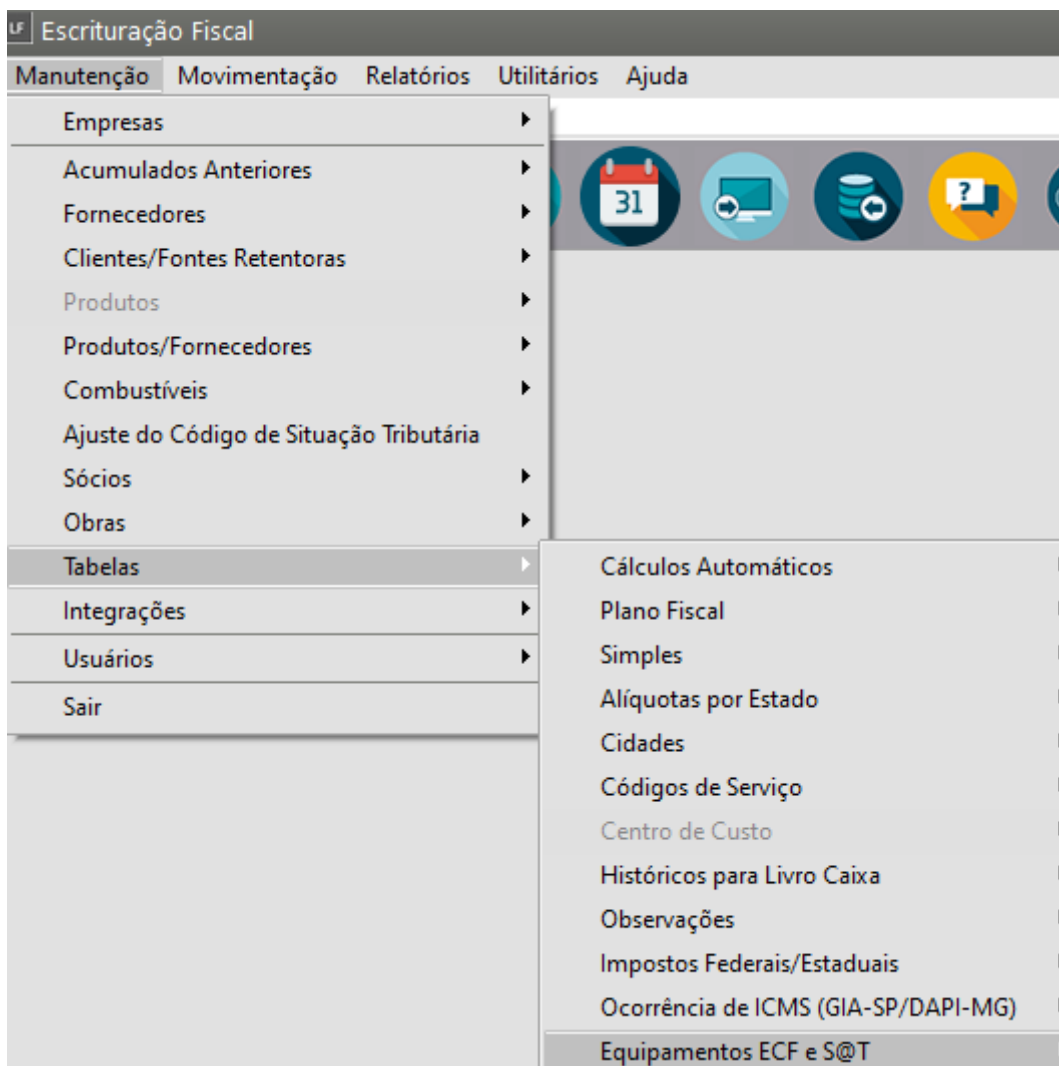 LF Escrituração Fiscal
Manutenção Movimentação Relatórios Utilitários Ajuda
Empresas
Acumulados Anteriores
Fornecedores
Clientes/Fontes Retentoras
Produtos
Produtos/Fornecedores
Combustíveis
Ajuste do Código de Situação Tributária
Sócios
Obras
Tabelas
Integrações
Usuários
Sair
31
?
Cálculos Automáticos
Plano Fiscal
Simples
Alíquotas por Estado
Cidades
Códigos de Serviço
Centro de Custo
Históricos para Livro Caixa
Observações
Impostos Federais/Estaduais
Ocorrência de ICMS (GIA-SP/DAPI-MG)
Equipamentos ECF e S@T